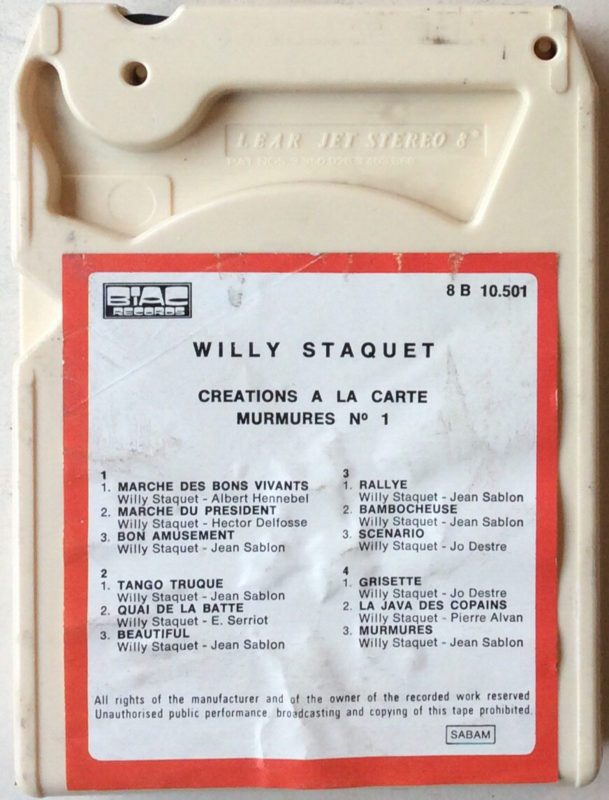 LEAR JET STEREO 8®
BIAC
RECORDS
8 B 10.501
WILLY STAQUET
CREATIONS A LA CARTE
MURMURES Nº 1
1
1. MARCHE DES BONS VIVANTS
Willy Staquet - Albert Hennebel
2. MARCHE DU PRESIDENT
Willy Staquet - Hector Delfosse
3. BON AMUSEMENT
Willy Staquet - Jean Sablon
2
1. TANGO TRUQUE
Willy Staquet - Jean Sablon
2. QUAI DE LA BATTE
Willy Staquet - E. Serriot
3. BEAUTIFUL
Willy Staquet - Jean Sablon
3
1. RALLYE
Willy Staquet - Jean Sablon
2. BAMBOCHEUSE
Willy Staquet - Jean Sablon
3. SCENARIO
Willy Staquet - Jo Destre
4
1. GRISETTE
Willy Staquet - Jo Destre
2. LA JAVA DES COPAINS
Willy Staquet - Pierre Alvan
3. MURMURES
Willy Staquet - Jean Sablon
All rights of the manufacturer and of the owner of the recorded work reserved
Unauthorised public performance, broadcasting and copying of this tape prohibited.
SABAM